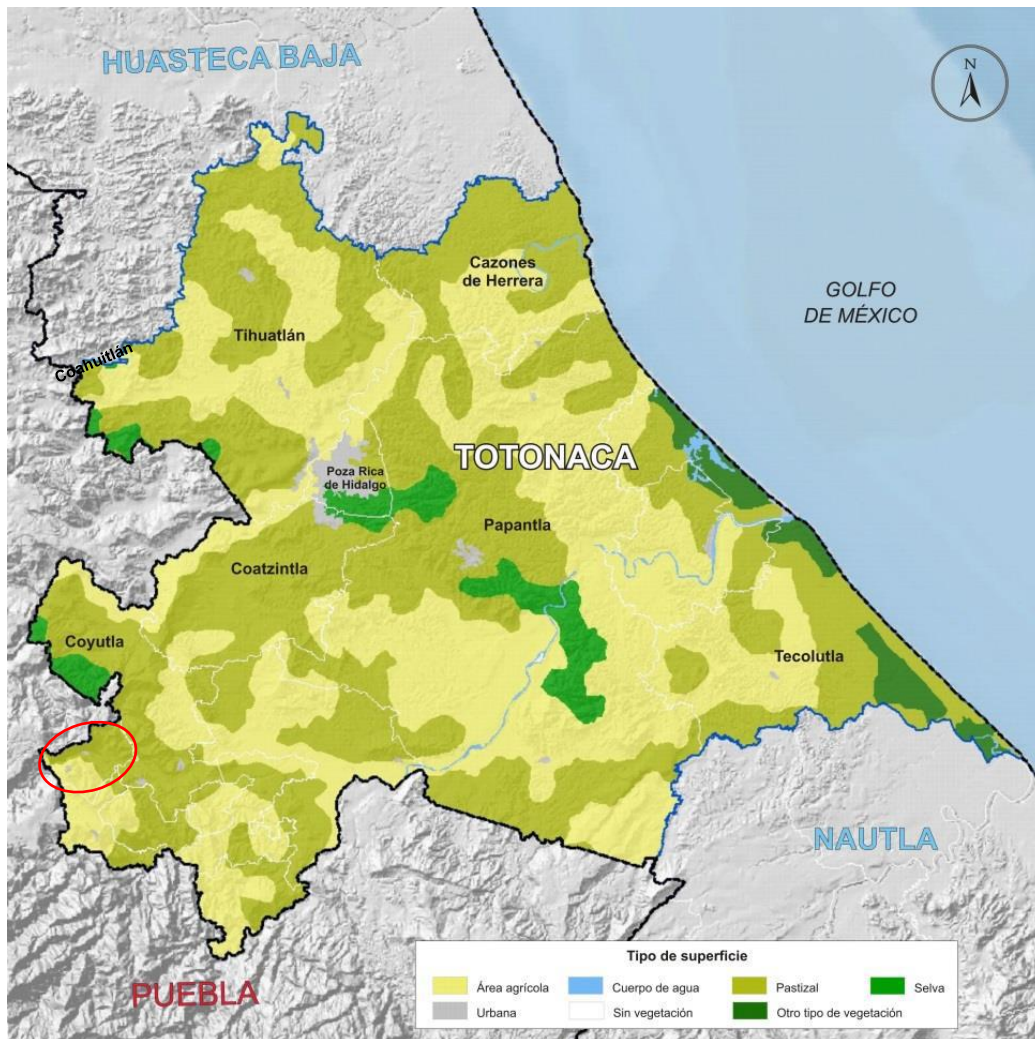 HUASTECA BAJA
N
Cazones
de Herrera
GOLFO
DE MÉXICO
Tihuatlán
Coahuitlán
TOTONACA
Poza Rica
de Hidalgo
Papantla
Coatzintla
Coyutla
Tecolutla
NAUTLA
PUEBLA
Tipo de superficie
Área agrícola
Cuerpo de agua
Pastizal
Selva
Urbana
Sin vegetación
Otro tipo de vegetación